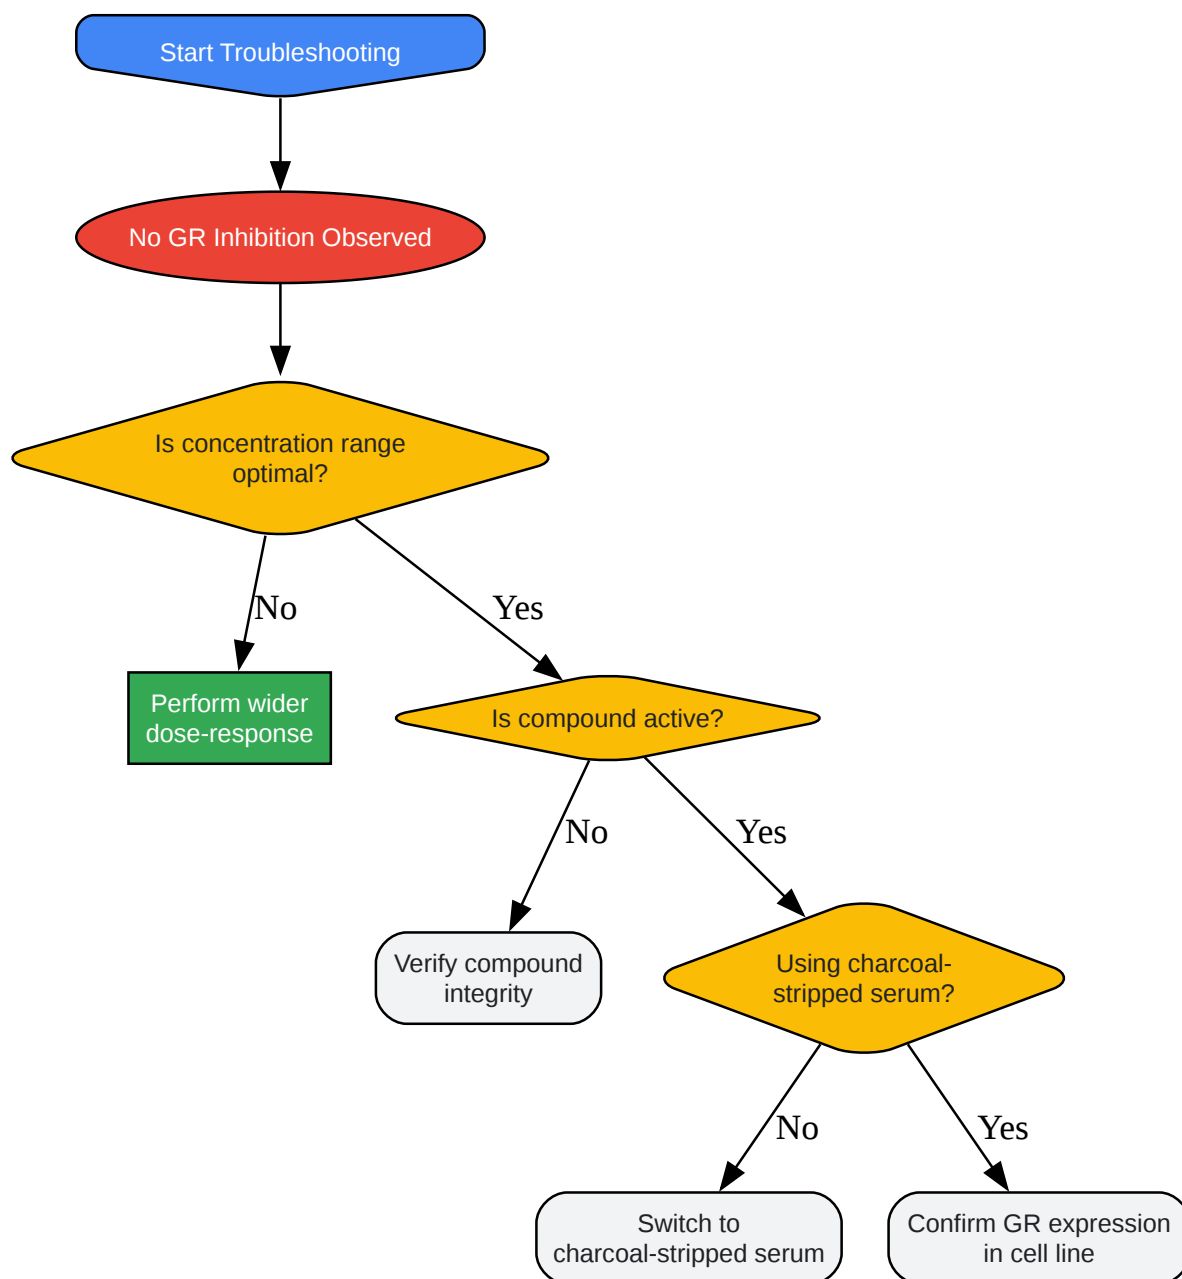 Start Troubleshooting
No GR Inhibition Observed
Is concentration range
optimal?
No
Yes
Perform wider
dose-response
Is compound active?
No
Yes
Verify compound
integrity
Using charcoal-
stripped serum?
No
Yes
Switch to
charcoal-stripped serum
Confirm GR expression
in cell line